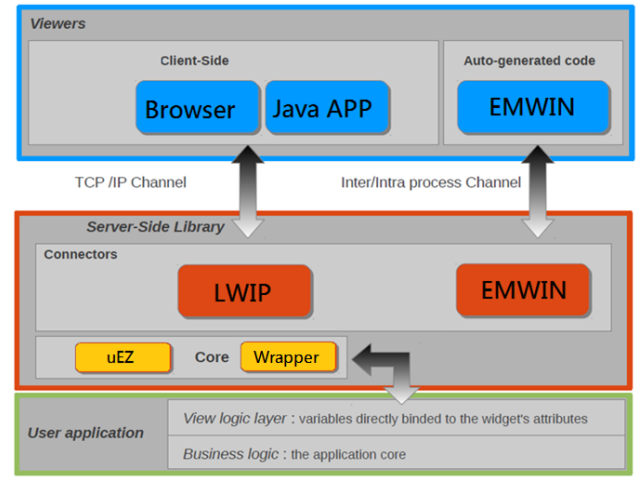 Viewers
Client-Side
Auto-generated code
Browser
Java APP
EMWIN
TCP /IP Channel
Inter/Intra process Channel
Server-Side Library
Connectors
LWIP
EMWIN
uEZ
Core
Wrapper
User application
View logic layer : variables directly binded to the widget's attributes
Business logic : the application core